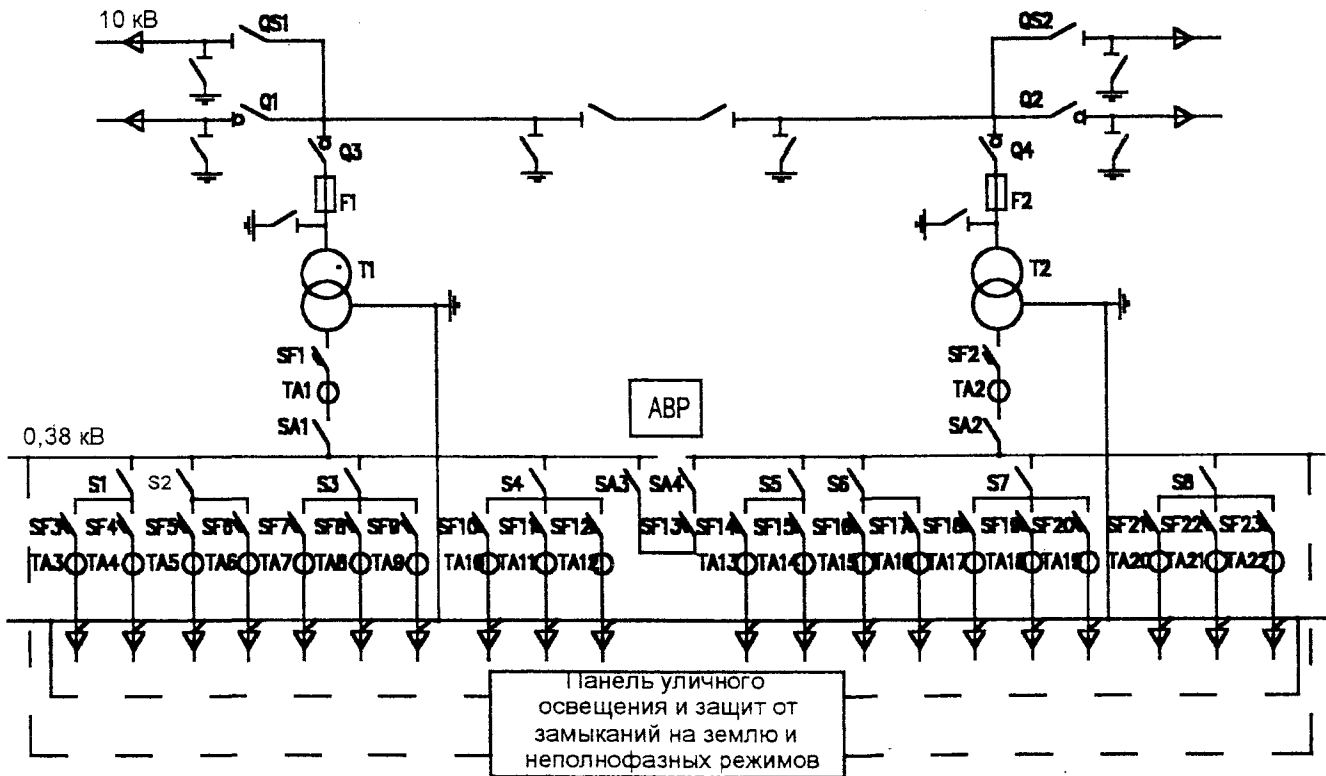 10 кВ
QS1
QS2
Q1
Q2
Q3
Q4
F1
F2
T1
T2
SF1
SF2
TA1
TA2
АВР
SA1
SA2
0,38 кВ
S1
S2
S3
S4
SA3
SA4
S5
S6
S7
S8
SF3 SF4 SF5 SF6 SF7 SF8 SF9 SF10 SF11 SF12 SF13 SF14 SF15 SF16 SF17 SF18 SF19 SF20 SF21 SF22 SF23
TA3 TA4 TA5 TA6 TA7 TA8 TA9 TA10 TA11 TA12 TA13 TA14 TA15 TA16 TA17 TA18 TA19 TA20 TA21 TA22
Панель уличного
освещения и защит от
замыканий на землю и
неполнофазных режимов